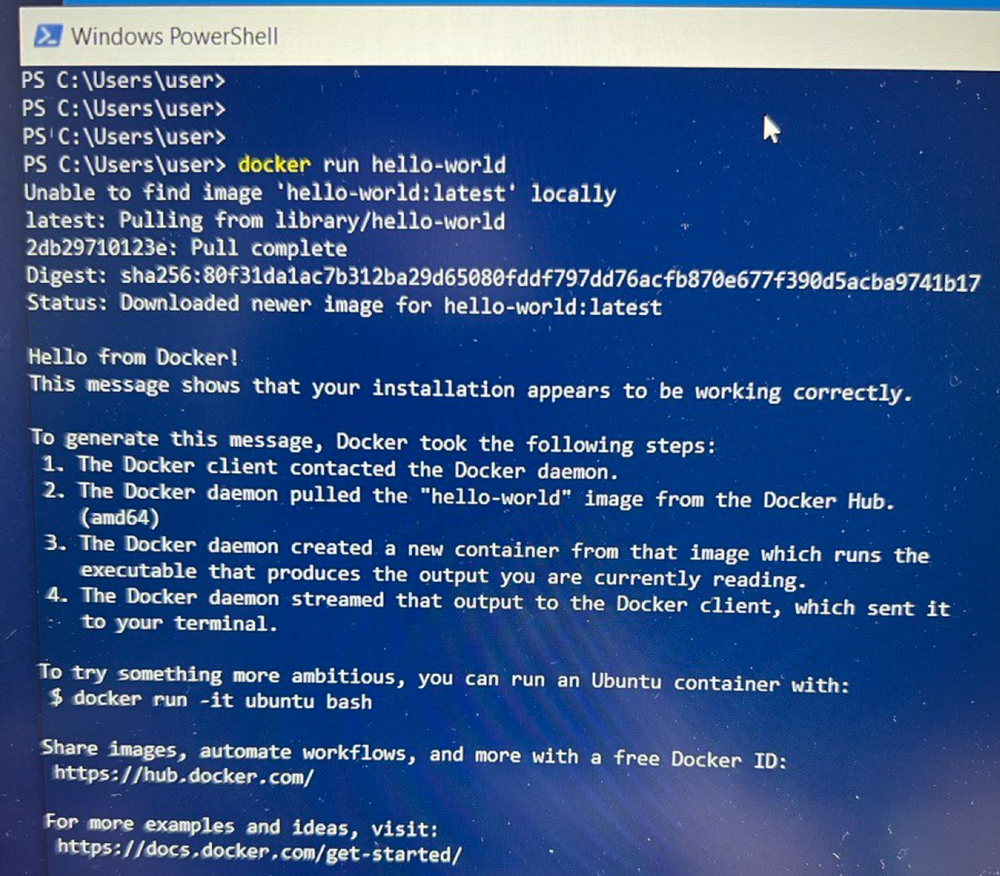 Windows PowerShell
PS C:\Users\user>
PS C:\Users\user>
PS C:\Users\user>
PS C:\Users\user> docker run hello-world
Unable to find image 'hello-world:latest' locally
latest: Pulling from library/hello-world
2db29710123e: Pull complete
Digest: sha256:80f31da1ac7b312ba29d65080fddf797dd76acfb870e677f390d5acba9741b17
Status: Downloaded newer image for hello-world:latest
Hello from Docker!
This message shows that your installation appears to be working correctly.
To generate this message, Docker took the following steps:
1. The Docker client contacted the Docker daemon.
2. The Docker daemon pulled the "hello-world" image from the Docker Hub.
(amd64)
3. The Docker daemon created a new container from that image which runs the
executable that produces the output you are currently reading.
4. The Docker daemon streamed that output to the Docker client, which sent it
to your terminal.
To try something more ambitious, you can run an Ubuntu container with:
$ docker run -it ubuntu bash
Share images, automate workflows, and more with a free Docker ID:
https://hub.docker.com/
For more examples and ideas, visit:
https://docs.docker.com/get-started/